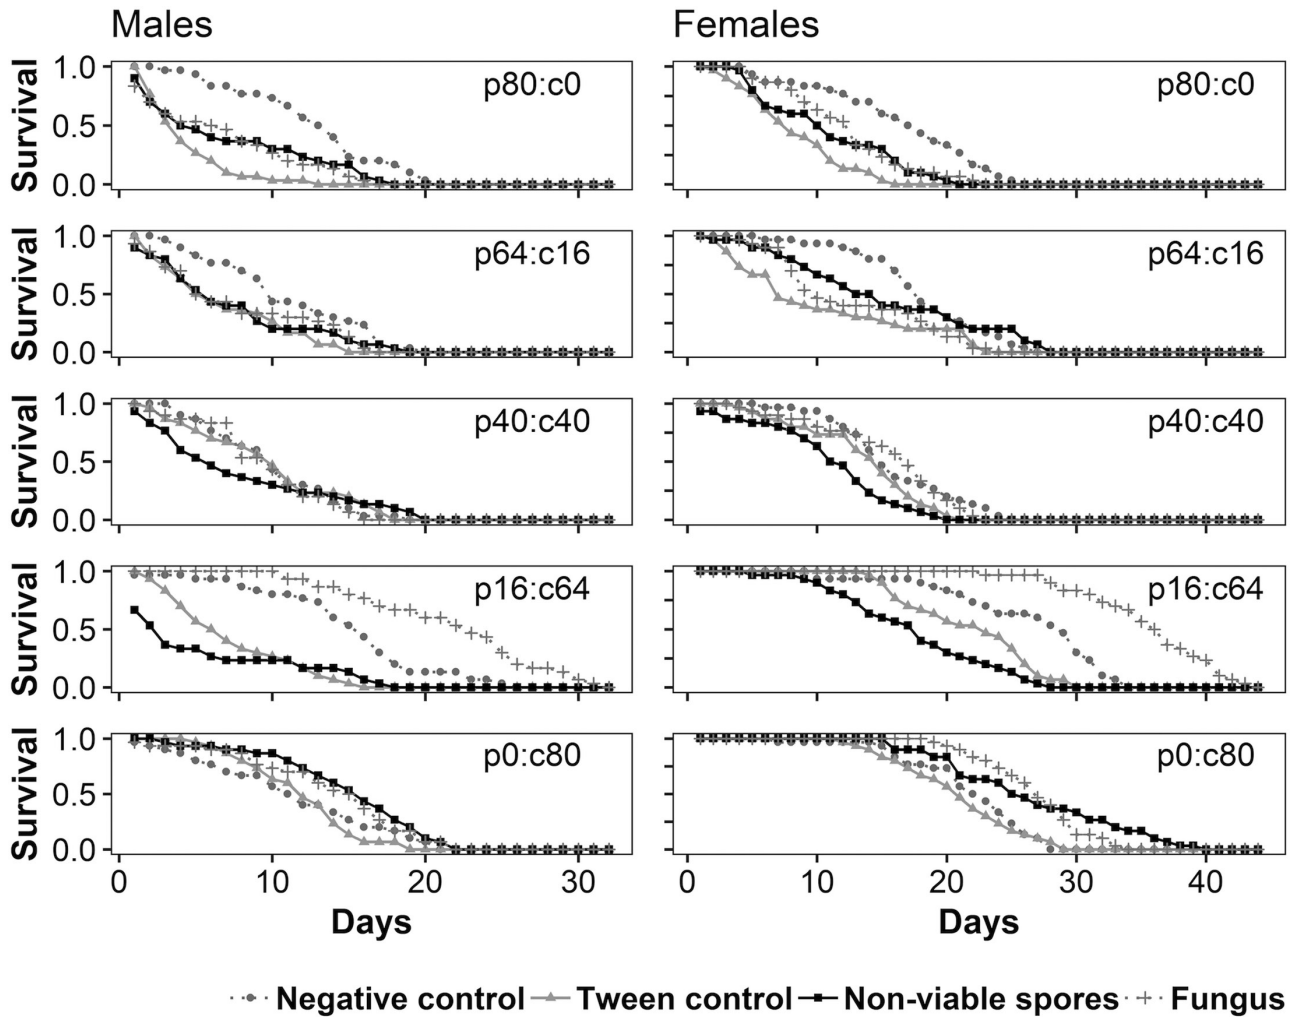 Males Females
Survival 1.0 0.5 0.0 p80:c0 p80:c0
Survival 1.0 0.5 0.0 p64:c16 p64:c16
Survival 1.0 0.5 0.0 p40:c40 p40:c40
Survival 1.0 0.5 0.0 p16:c64 p16:c64
Survival 1.0 0.5 0.0 p0:c80 p0:c80
0 10 20 30 0 10 20 30 40
Days Days
Negative control Tween control Non-viable spores Fungus